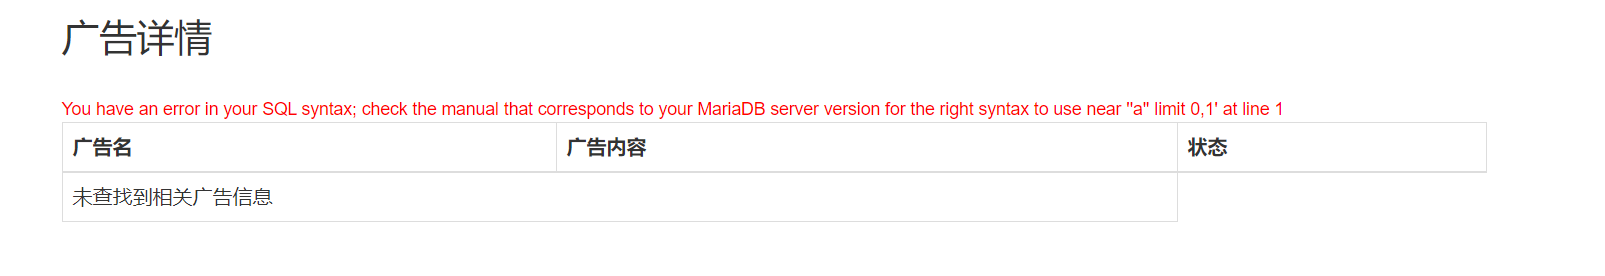 广告详情
You have an error in your SQL syntax; check the manual that corresponds to your MariaDB server version for the right syntax to use near ''a'' limit 0,1' at line 1
广告名 广告内容 状态
未查找到相关广告信息